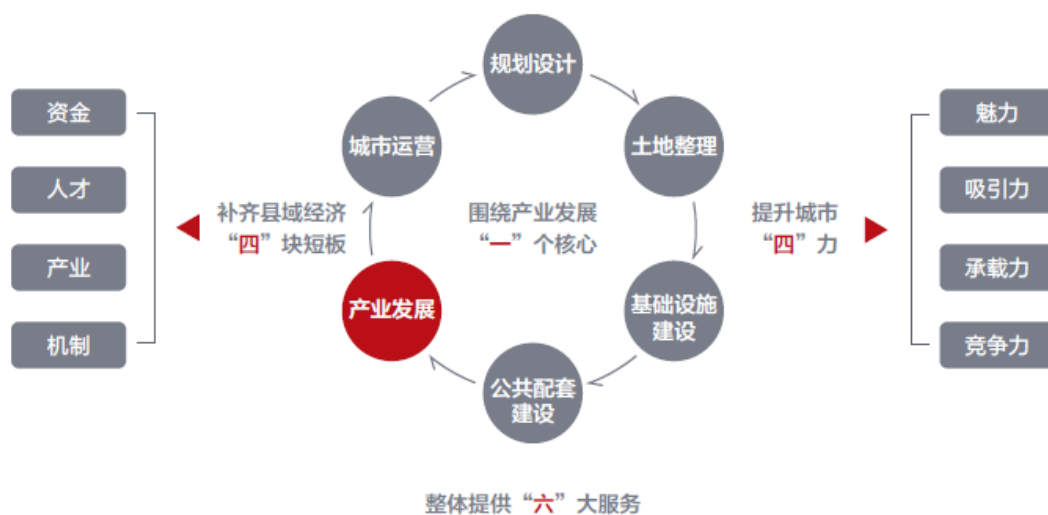 规划设计
资金
魅力
城市运营
土地整理
人才
吸引力
补齐县域经济
“四”块短板
围绕产业发展
“一”个核心
提升城市
“四”力
产业
承载力
产业发展
基础设施
建设
机制
竞争力
公共配套
建设
整体提供“六”大服务